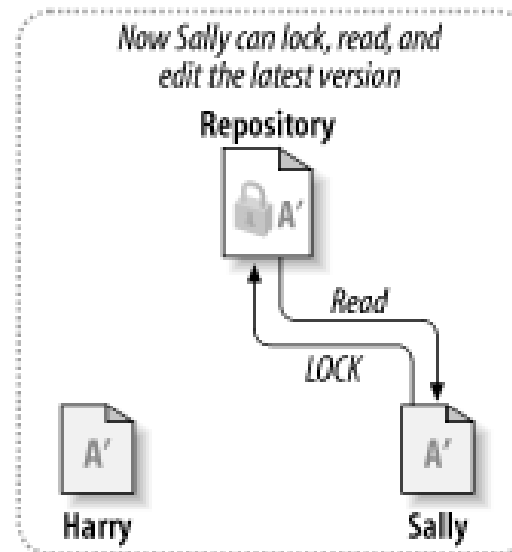 Now Sally can lock, read, and
edit the latest version
Repository
A′
Read
LOCK
A′
A′
Harry
Sally